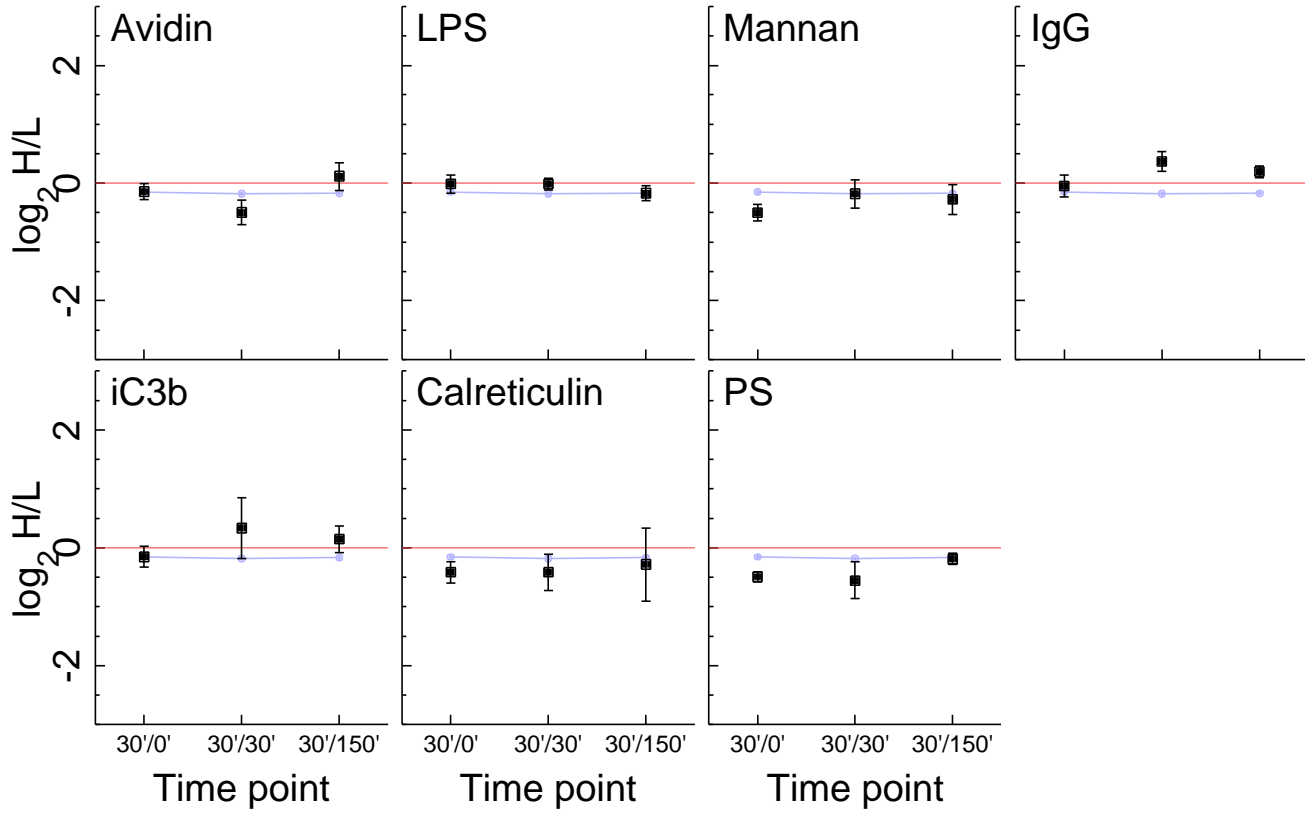 Avidin LPS Mannan IgG
2
0
-2
log2 H/L
iC3b Calreticulin PS
2
0
-2
log2 H/L
30'/0' 30'/30' 30'/150' 30'/0' 30'/30' 30'/150' 30'/0' 30'/30' 30'/150'
Time point Time point Time point